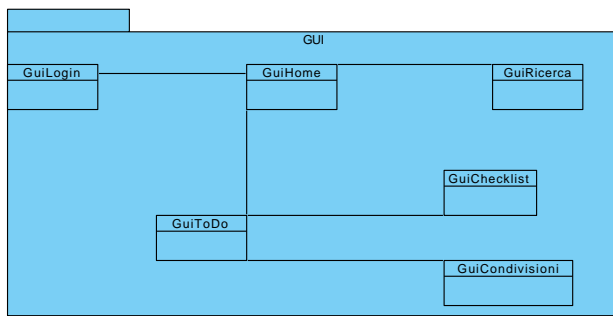 GUI
GuiLogin
GuiHome
GuiRicerca
GuiChecklist
GuiToDo
GuiCondivisioni